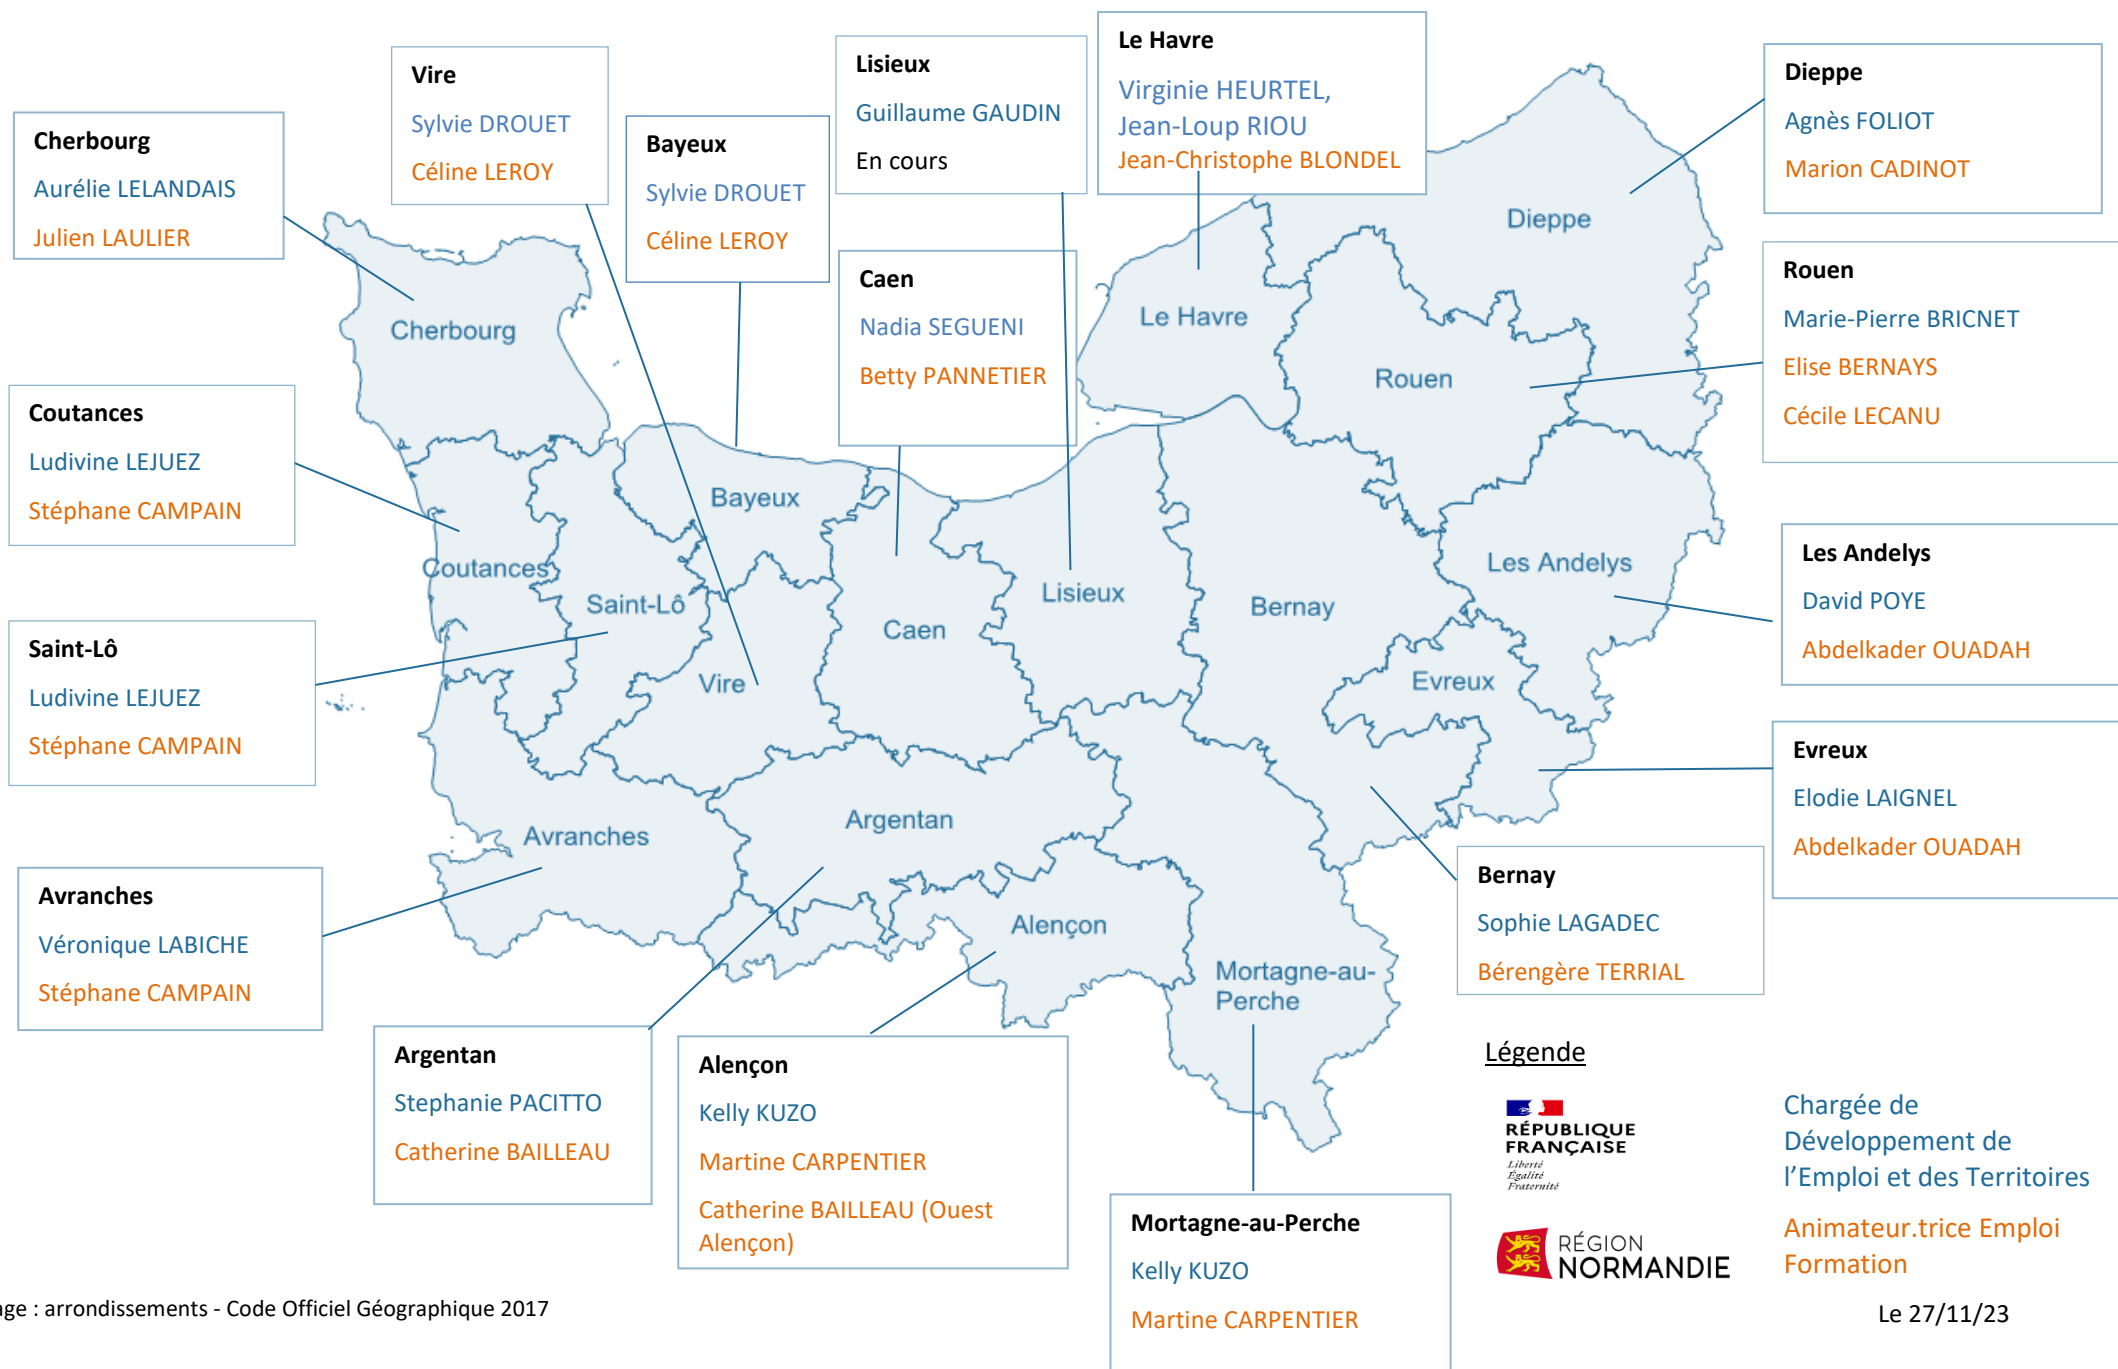 Le Havre
Virginie HEURTEL,
Jean-Loup RIOU
Jean-Christophe BLONDEL
Lisieux
Guillaume GAUDIN
En cours
Vire
Sylvie DROUET
Céline LEROY
Dieppe
Agnès FOLIOT
Marion CADINOT
Cherbourg
Aurélie LELANDAIS
Julien LAULIER
Bayeux
Sylvie DROUET
Céline LEROY
Caen
Nadia SEGUENI
Betty PANNETIER
Rouen
Marie-Pierre BRICNET
Elise BERNAYS
Cécile LECANU
Coutances
Ludivine LEJUEZ
Stéphane CAMPAIN
Les Andelys
David POYE
Abdelkader OUADAH
Saint-Lô
Ludivine LEJUEZ
Stéphane CAMPAIN
Evreux
Elodie LAIGNEL
Abdelkader OUADAH
Avranches
Véronique LABICHE
Stéphane CAMPAIN
Bernay
Sophie LAGADEC
Bérengère TERRIAL
Argentan
Stephanie PACITTO
Catherine BAILLEAU
Alençon
Kelly KUZO
Martine CARPENTIER
Catherine BAILLEAU (Ouest
Alençon)
Mortagne-au-Perche
Kelly KUZO
Martine CARPENTIER
Dieppe
Le Havre
Cherbourg
Rouen
Bayeux
Coutances
Les Andelys
Saint-Lô
Lisieux
Bernay
Caen
Vire
Evreux
Argentan
Avranches
Alençon
Mortagne-au-
Perche
Légende
RÉPUBLIQUE
FRANÇAISE
Liberté
Égalité
Fraternité
Chargée de
Développement de
l’Emploi et des Territoires
RÉGION
NORMANDIE
Animateur.trice Emploi
Formation
age : arrondissements - Code Officiel Géographique 2017
Le 27/11/23